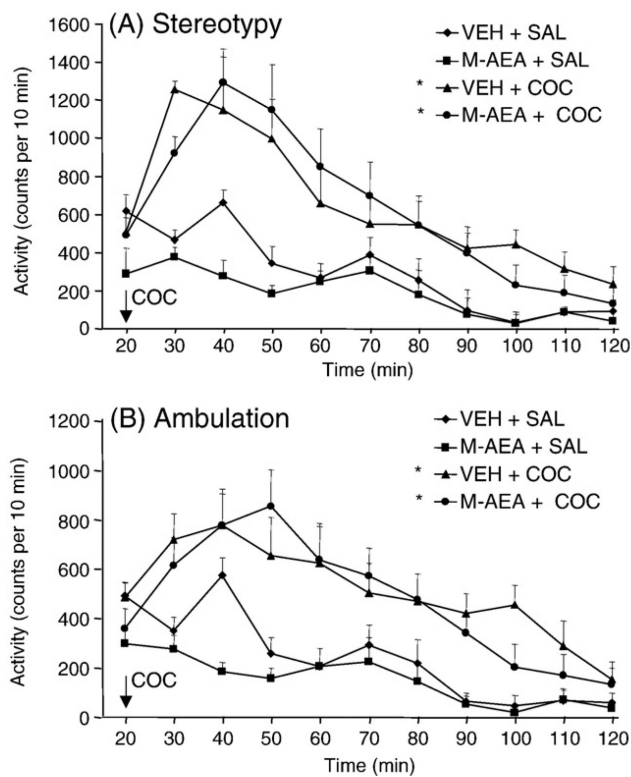 (A) Stereotypy
VEH + SAL
M-AEA + SAL
* VEH + COC
* M-AEA + COC
Activity (counts per 10 min)
1600
1400
1200
1000
800
600
400
200
0
COC
20 30 40 50 60 70 80 90 100 110 120
Time (min)
(B) Ambulation
VEH + SAL
M-AEA + SAL
* VEH + COC
* M-AEA + COC
Activity (counts per 10 min)
1200
1000
800
600
400
200
0
COC
20 30 40 50 60 70 80 90 100 110 120
Time (min)